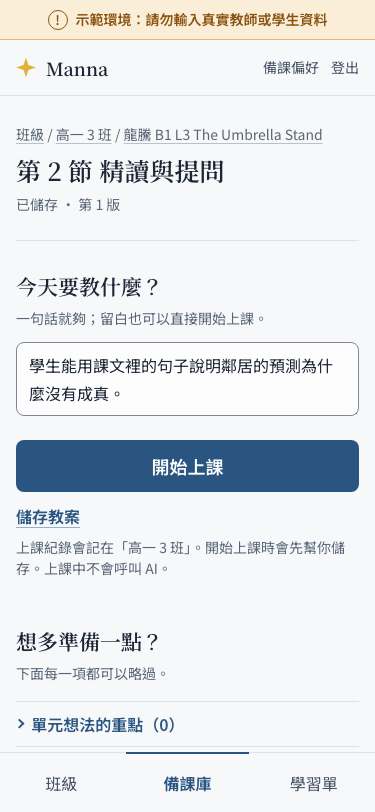 ! 示範環境：請勿輸入真實教師或學生資料
Manna 備課偏好 登出
班級 / 高一 3 班 / 龍騰 B1 L3 The Umbrella Stand
第 2 節 精讀與提問
已儲存 · 第 1 版
今天要教什麼？
一句話就夠；留白也可以直接開始上課。
學生能用課文裡的句子說明鄰居的預測為什
麼沒有成真。
開始上課
儲存教案
上課紀錄會記在「高一 3 班」。開始上課時會先幫你儲
存。上課中不會呼叫 AI。
想多準備一點？
下面每一項都可以略過。
單元想法的重點（0）
班級 備課庫 學習單